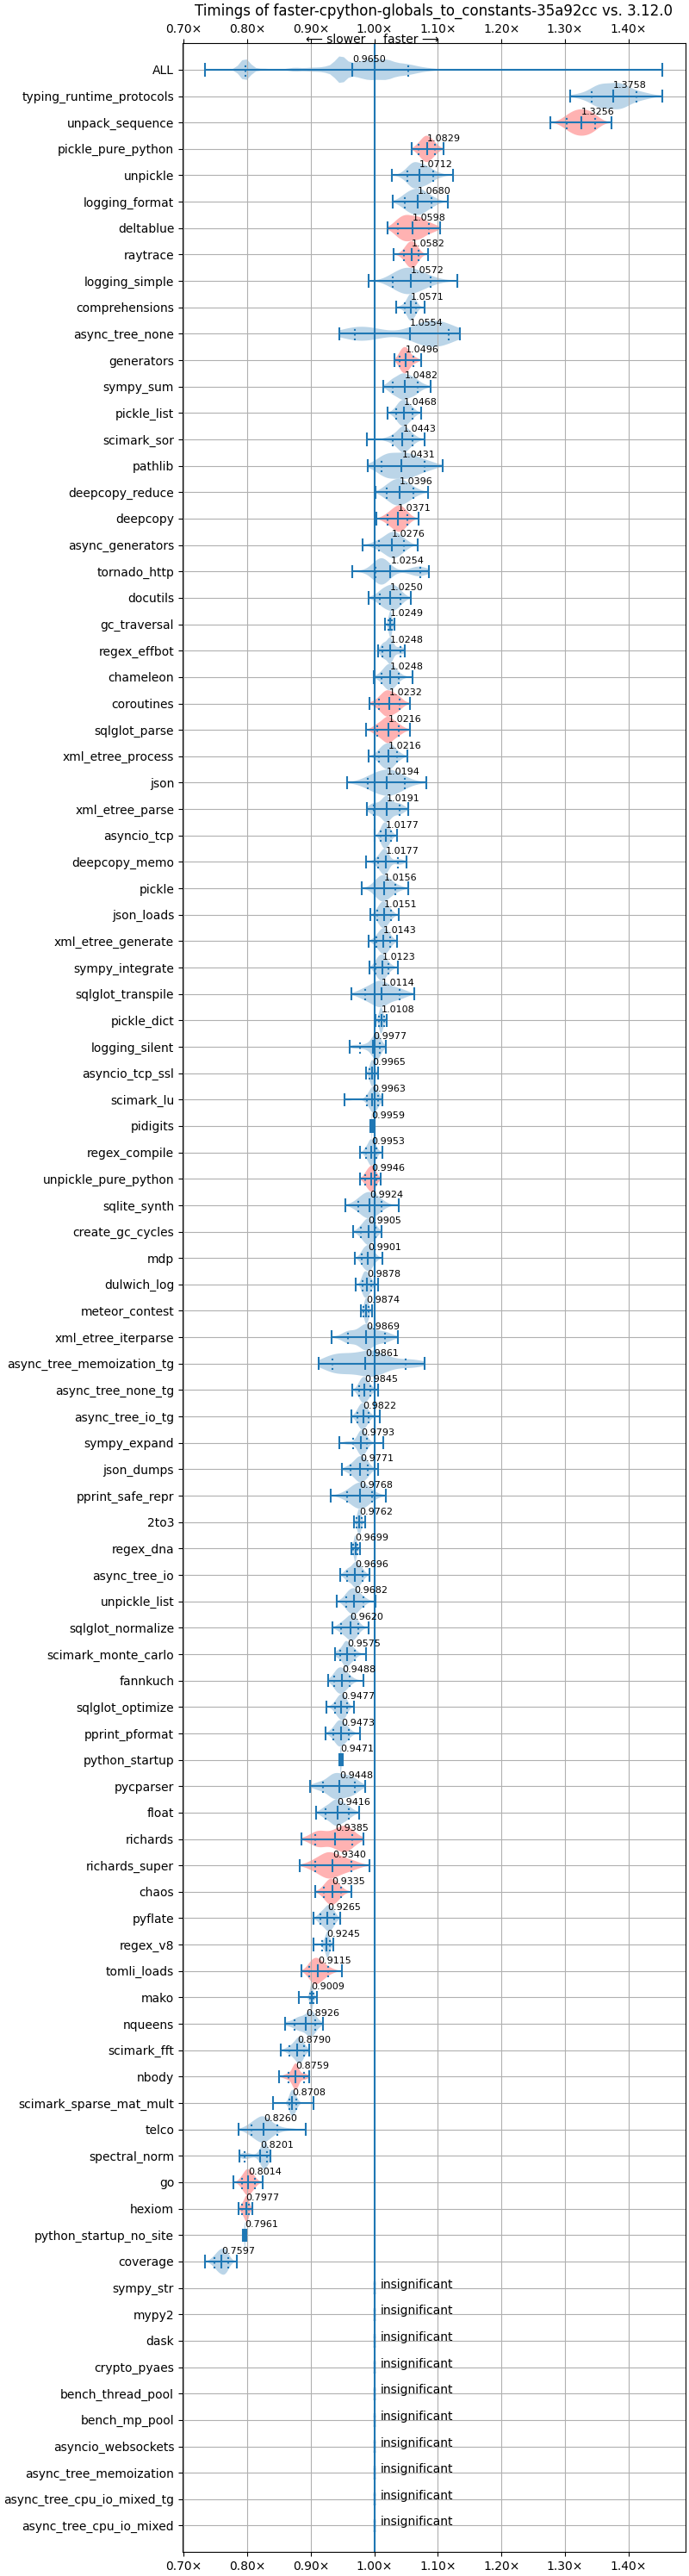 Timings of faster-cpython-globals_to_constants-35a92cc vs. 3.12.0
0.70× 0.80× 0.90× 1.00× 1.10× 1.20× 1.30× 1.40×
← slower faster →
ALL 0.9650
typing_runtime_protocols 1.3758
unpack_sequence 1.3256
pickle_pure_python 1.0829
unpickle 1.0712
logging_format 1.0680
deltablue 1.0598
raytrace 1.0582
logging_simple 1.0572
comprehensions 1.0571
async_tree_none 1.0554
generators 1.0496
sympy_sum 1.0482
pickle_list 1.0468
scimark_sor 1.0443
pathlib 1.0431
deepcopy_reduce 1.0396
deepcopy 1.0371
async_generators 1.0276
tornado_http 1.0254
docutils 1.0250
gc_traversal 1.0249
regex_effbot 1.0248
chameleon 1.0248
coroutines 1.0232
sqlglot_parse 1.0216
xml_etree_process 1.0216
json 1.0194
xml_etree_parse 1.0191
asyncio_tcp 1.0177
deepcopy_memo 1.0177
pickle 1.0156
json_loads 1.0151
xml_etree_generate 1.0143
sympy_integrate 1.0123
sqlglot_transpile 1.0114
pickle_dict 1.0108
logging_silent 0.9977
asyncio_tcp_ssl 0.9965
scimark_lu 0.9963
pidigits 0.9959
regex_compile 0.9953
unpickle_pure_python 0.9946
sqlite_synth 0.9924
create_gc_cycles 0.9905
mdp 0.9901
dulwich_log 0.9878
meteor_contest 0.9874
xml_etree_iterparse 0.9869
async_tree_memoization_tg 0.9861
async_tree_none_tg 0.9845
async_tree_io_tg 0.9822
sympy_expand 0.9793
json_dumps 0.9771
pprint_safe_repr 0.9768
2to3 0.9762
regex_dna 0.9699
async_tree_io 0.9696
unpickle_list 0.9682
sqlglot_normalize 0.9620
scimark_monte_carlo 0.9575
fannkuch 0.9488
sqlglot_optimize 0.9477
pprint_pformat 0.9473
python_startup 0.9471
pycparser 0.9448
float 0.9416
richards 0.9385
richards_super 0.9340
chaos 0.9335
pyflate 0.9265
regex_v8 0.9245
tomli_loads 0.9115
mako 0.9009
nqueens 0.8926
scimark_fft 0.8790
nbody 0.8759
scimark_sparse_mat_mult 0.8708
telco 0.8260
spectral_norm 0.8201
go 0.8014
hexiom 0.7977
python_startup_no_site 0.7961
coverage 0.7597
sympy_str insignificant
mypy2 insignificant
dask insignificant
crypto_pyaes insignificant
bench_thread_pool insignificant
bench_mp_pool insignificant
asyncio_websockets insignificant
async_tree_memoization insignificant
async_tree_cpu_io_mixed_tg insignificant
async_tree_cpu_io_mixed insignificant
0.70× 0.80× 0.90× 1.00× 1.10× 1.20× 1.30× 1.40×